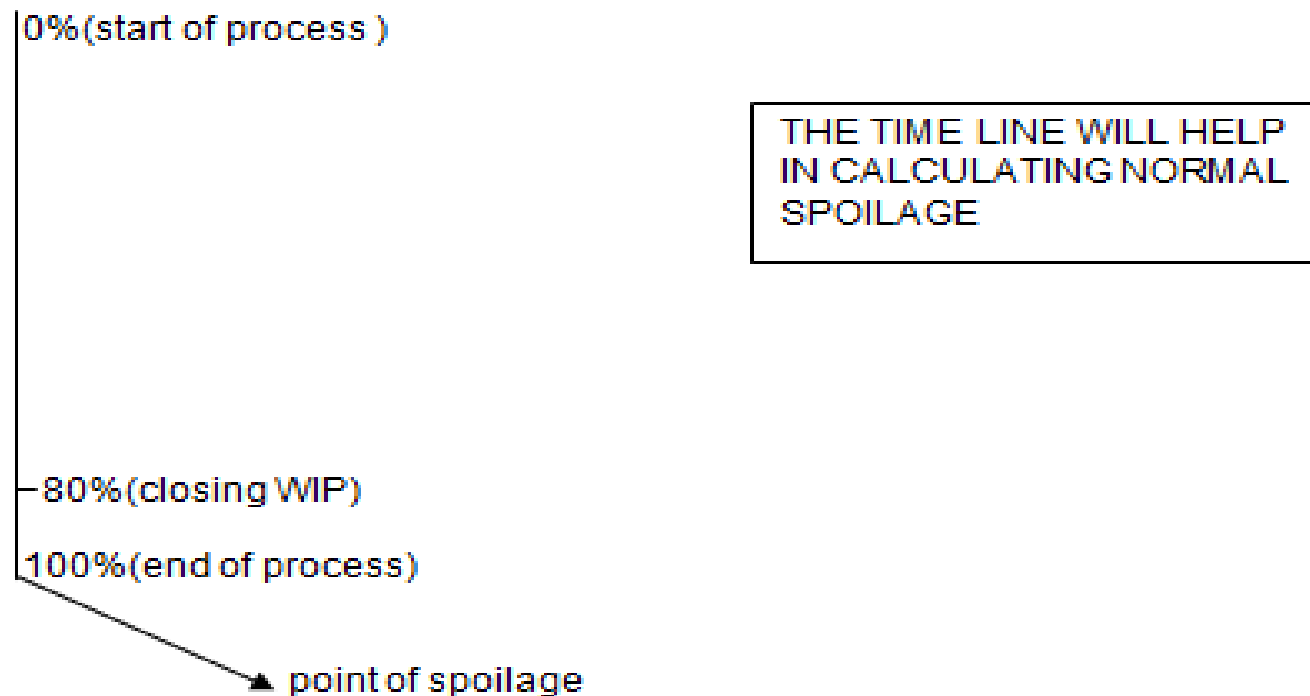 0%(start of process )
THE TIME LINE WILL HELP
IN CALCULATING NORMAL
SPOILAGE
80%(closing WIP)
100%(end of process)
point of spoilage